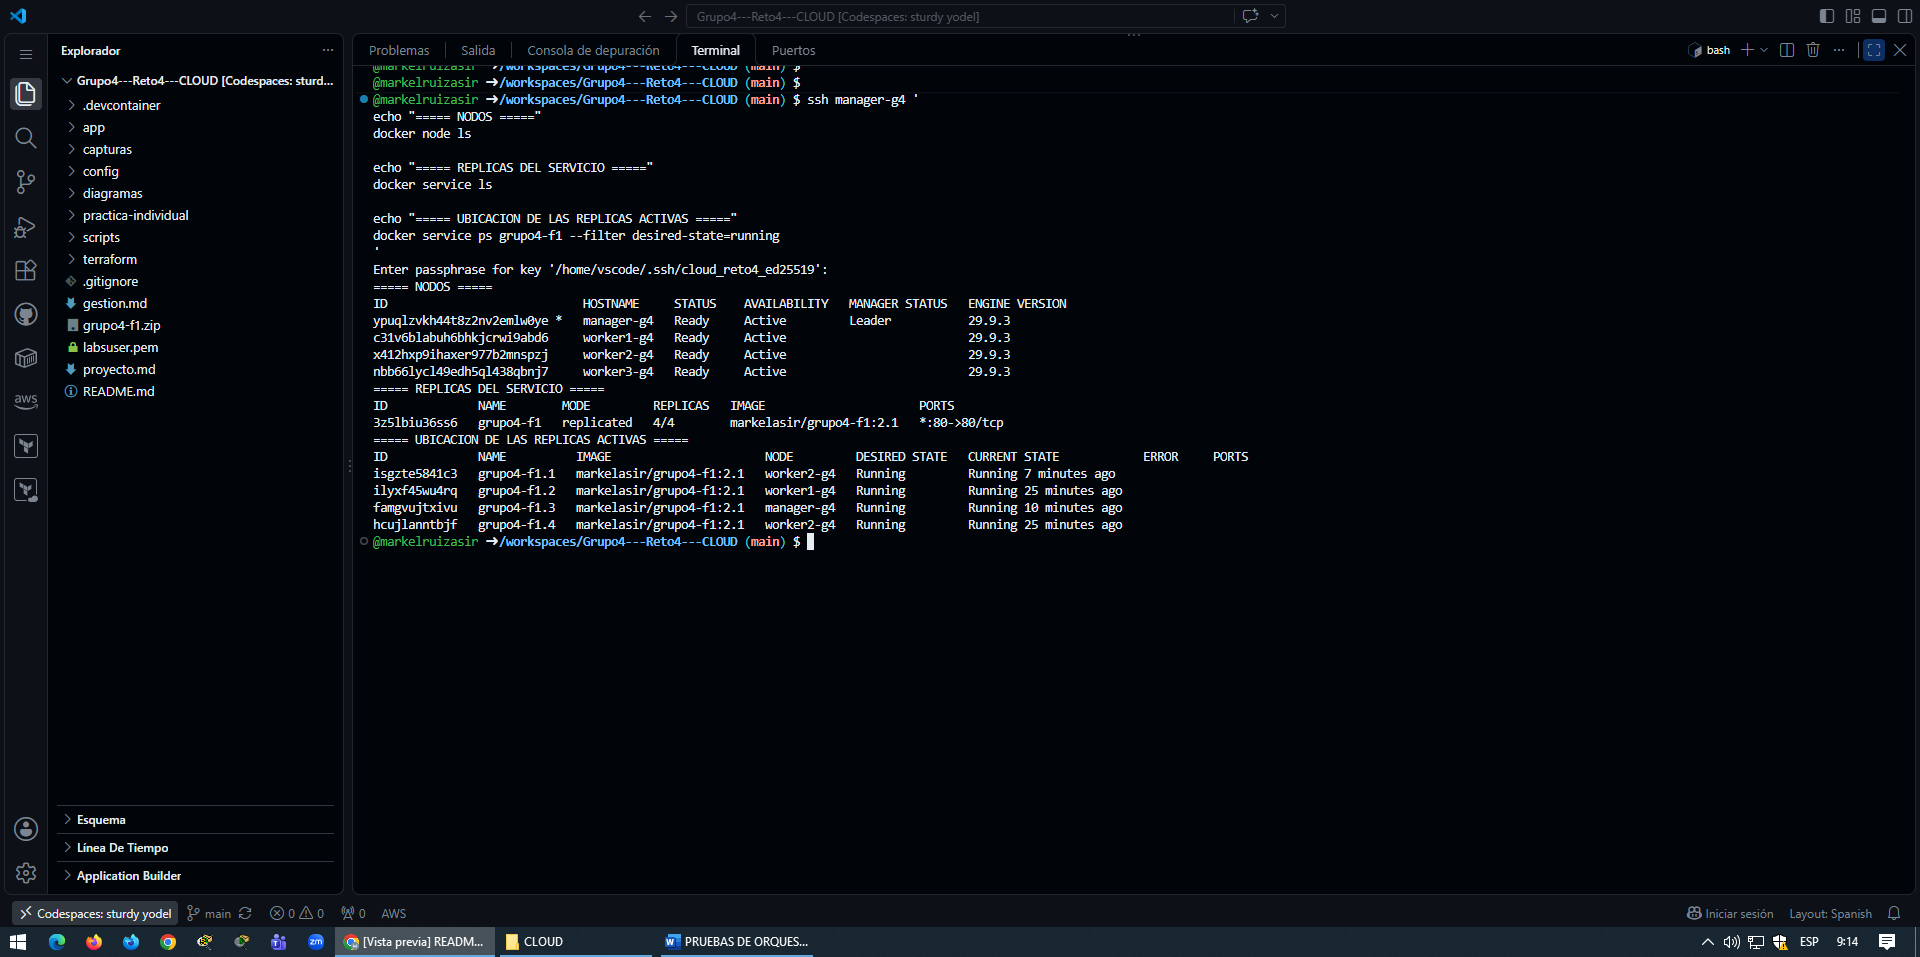 Grupo4---Reto4---CLOUD [Codespaces: sturdy yodel]
Explorador
Grupo4---Reto4---CLOUD [Codespaces: sturd...
.devcontainer
app
capturas
config
diagramas
practica-individual
scripts
terraform
.gitignore
gestion.md
grupo4-f1.zip
labsuser.pem
proyecto.md
README.md
Esquema
Línea De Tiempo
Application Builder
Problemas Salida Consola de depuración Terminal Puertos
bash
@markelruizasir ➜/workspaces/Grupo4---Reto4---CLOUD (main) $
@markelruizasir ➜/workspaces/Grupo4---Reto4---CLOUD (main) $
@markelruizasir ➜/workspaces/Grupo4---Reto4---CLOUD (main) $ ssh manager-g4 '
echo "===== NODOS ====="
docker node ls
echo "===== REPLICAS DEL SERVICIO ====="
docker service ls
echo "===== UBICACION DE LAS REPLICAS ACTIVAS ====="
docker service ps grupo4-f1 --filter desired-state=running
'
Enter passphrase for key '/home/vscode/.ssh/cloud_reto4_ed25519':
===== NODOS =====
ID HOSTNAME STATUS AVAILABILITY MANAGER STATUS ENGINE VERSION
ypuqlzvkh44t8z2nv2emlw0ye * manager-g4 Ready Active Leader 29.9.3
c31v6blabuh6bhkjcrwi9abd6 worker1-g4 Ready Active 29.9.3
x412hxp9ihaxer977b2mnspzj worker2-g4 Ready Active 29.9.3
nbb66lycl49edh5ql438qbnj7 worker3-g4 Ready Active 29.9.3
===== REPLICAS DEL SERVICIO =====
ID NAME MODE REPLICAS IMAGE PORTS
3z5lbiu36ss6 grupo4-f1 replicated 4/4 markelasir/grupo4-f1:2.1 *:80->80/tcp
===== UBICACION DE LAS REPLICAS ACTIVAS =====
ID NAME IMAGE NODE DESIRED STATE CURRENT STATE ERROR PORTS
isgzte5841c3 grupo4-f1.1 markelasir/grupo4-f1:2.1 worker2-g4 Running Running 7 minutes ago
ilyxf45wu4rq grupo4-f1.2 markelasir/grupo4-f1:2.1 worker1-g4 Running Running 25 minutes ago
famgvujtxivu grupo4-f1.3 markelasir/grupo4-f1:2.1 manager-g4 Running Running 10 minutes ago
hcujlanntbjf grupo4-f1.4 markelasir/grupo4-f1:2.1 worker2-g4 Running Running 25 minutes ago
@markelruizasir ➜/workspaces/Grupo4---Reto4---CLOUD (main) $
aws
Codespaces: sturdy yodel main 0 0 0 AWS
Iniciar sesión Layout: Spanish
[Vista previa] READM... CLOUD PRUEBAS DE ORQUES...
ESP 9:14